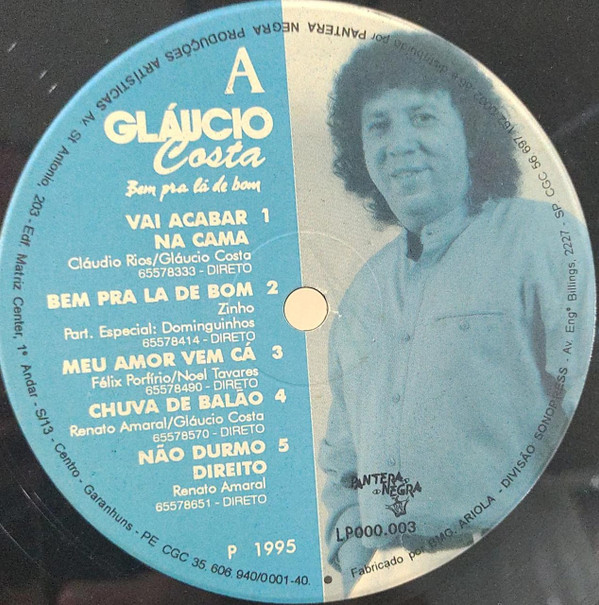 A
GLÁUCIO
Costa
Bem pra lá de bom
VAI ACABAR 1
NA CAMA
Cláudio Rios/Gláucio Costa
65578333 - DIRETO
BEM PRA LA DE BOM 2
Zinho
Part. Especial: Dominguinhos
65578414 - DIRETO
MEU AMOR VEM CÁ 3
Félix Porfírio/Noel Tavares
65578490 - DIRETO
CHUVA DE BALÃO 4
Renato Amaral/Gláucio Costa
65578570 - DIRETO
NÃO DURMO 5
DIREITO
Renato Amaral
65578651 - DIRETO
P 1995
PANTERA
NEGRA
LP000.003
Fabricado por BMG. ARIOLA - DIVISÃO SONOPRESS - Av. Engº Billings, 2227 - SP CGC 56 697
e distribuído por PANTERA NEGRA PRODUÇÕES ARTÍSTICAS Av. St Antonio, 203 - Edf. Matriz Center, 1º Andar - S/13 - Centro - Garanhuns - PE CGC 35. 606. 940/0001-40.